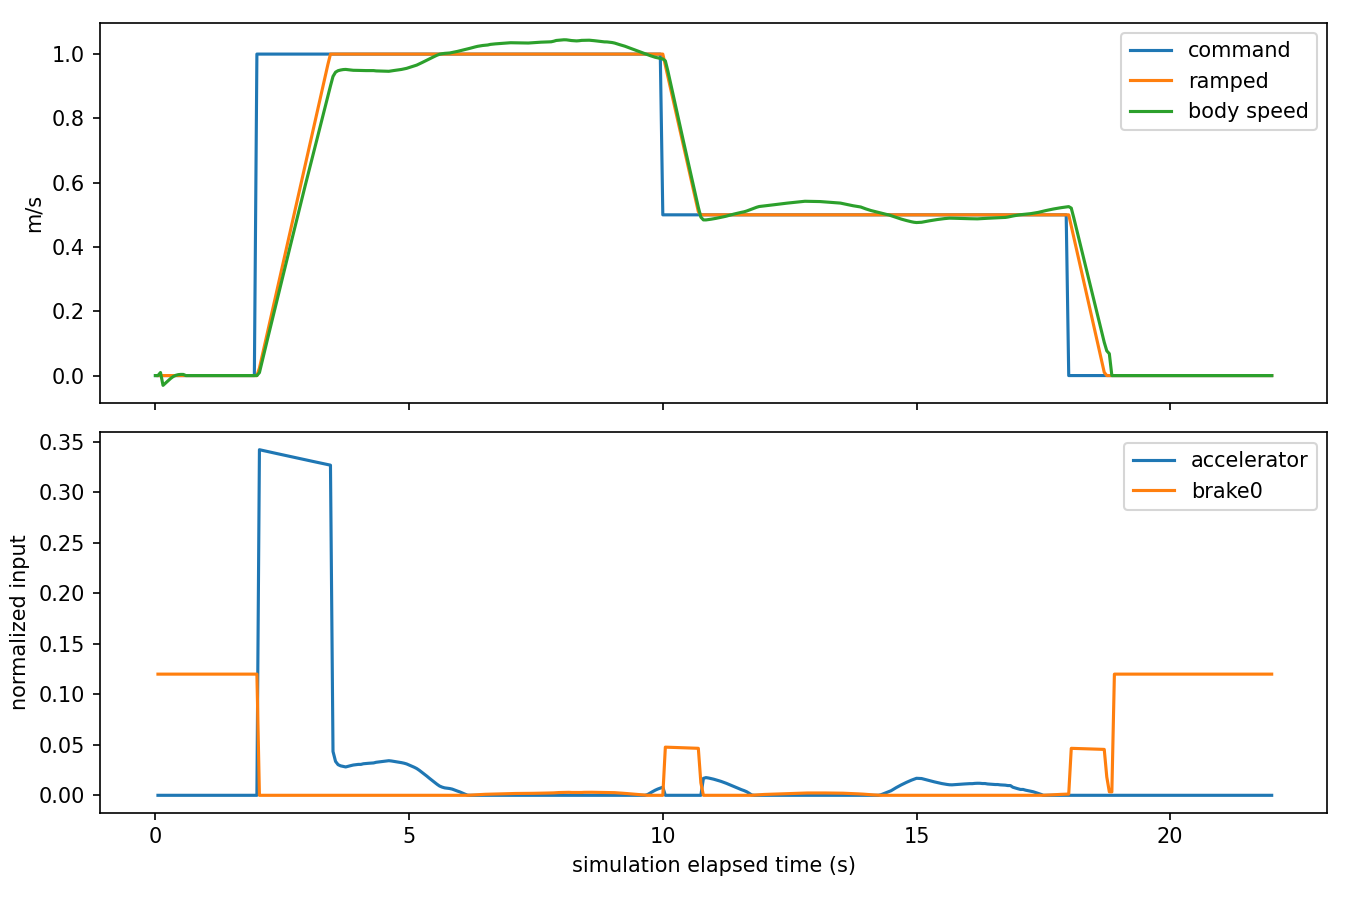 command
ramped
body speed
1.0
0.8
0.6
0.4
0.2
0.0
m/s
accelerator
brake0
0.35
0.30
0.25
0.20
0.15
0.10
0.05
0.00
normalized input
0 5 10 15 20
simulation elapsed time (s)